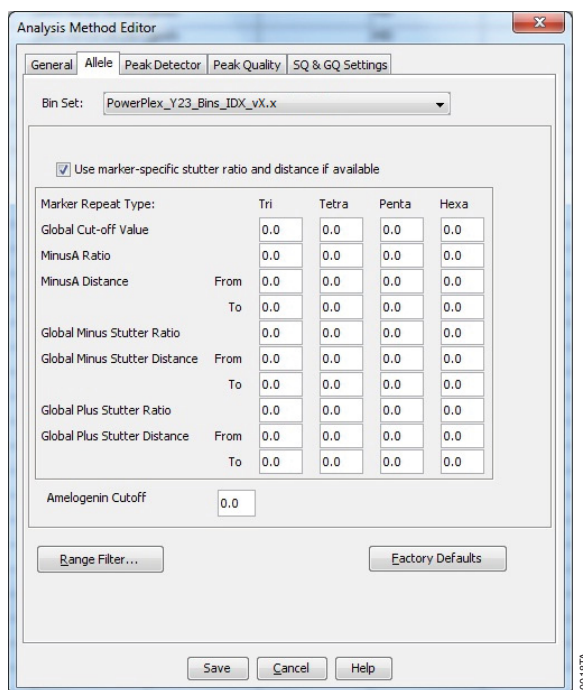 Analysis Method Editor
General Allele Peak Detector Peak Quality SQ & GQ Settings
Bin Set: PowerPlex_Y23_Bins_IDX_vX.x
Use marker-specific stutter ratio and distance if available
Marker Repeat Type: Tri Tetra Penta Hexa
Global Cut-off Value 0.0 0.0 0.0 0.0
MinusA Ratio 0.0 0.0 0.0 0.0
MinusA Distance From 0.0 0.0 0.0 0.0
To 0.0 0.0 0.0 0.0
Global Minus Stutter Ratio 0.0 0.0 0.0 0.0
Global Minus Stutter Distance From 0.0 0.0 0.0 0.0
To 0.0 0.0 0.0 0.0
Global Plus Stutter Ratio 0.0 0.0 0.0 0.0
Global Plus Stutter Distance From 0.0 0.0 0.0 0.0
To 0.0 0.0 0.0 0.0
Amelogenin Cutoff 0.0
Range Filter... Factory Defaults
Save Cancel Help